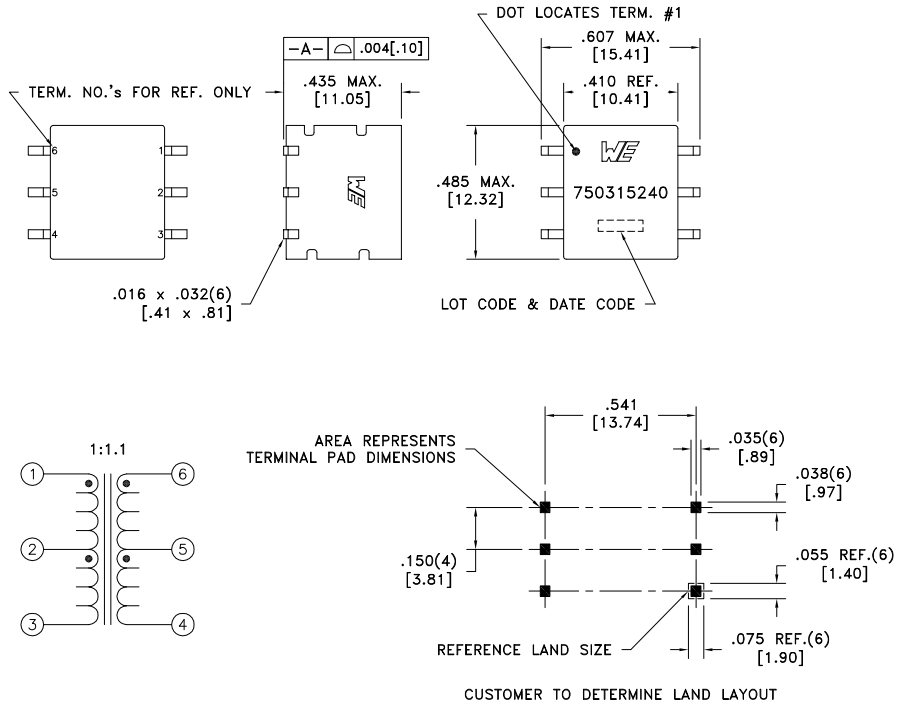 DOT LOCATES TERM. #1
.607 MAX.
[15.41]
-A- .004[.10]
TERM. NO.'s FOR REF. ONLY
.435 MAX.
[11.05]
.410 REF.
[10.41]
6
1
5
2
4
3
WE
WE
750315240
.485 MAX.
[12.32]
.016 x .032(6)
[.41 x .81]
LOT CODE & DATE CODE
1:1.1
1
6
2
5
3
4
.541
[13.74]
AREA REPRESENTS
TERMINAL PAD DIMENSIONS
.035(6)
[.89]
.038(6)
[.97]
.150(4)
[3.81]
.055 REF.(6)
[1.40]
REFERENCE LAND SIZE
.075 REF.(6)
[1.90]
CUSTOMER TO DETERMINE LAND LAYOUT